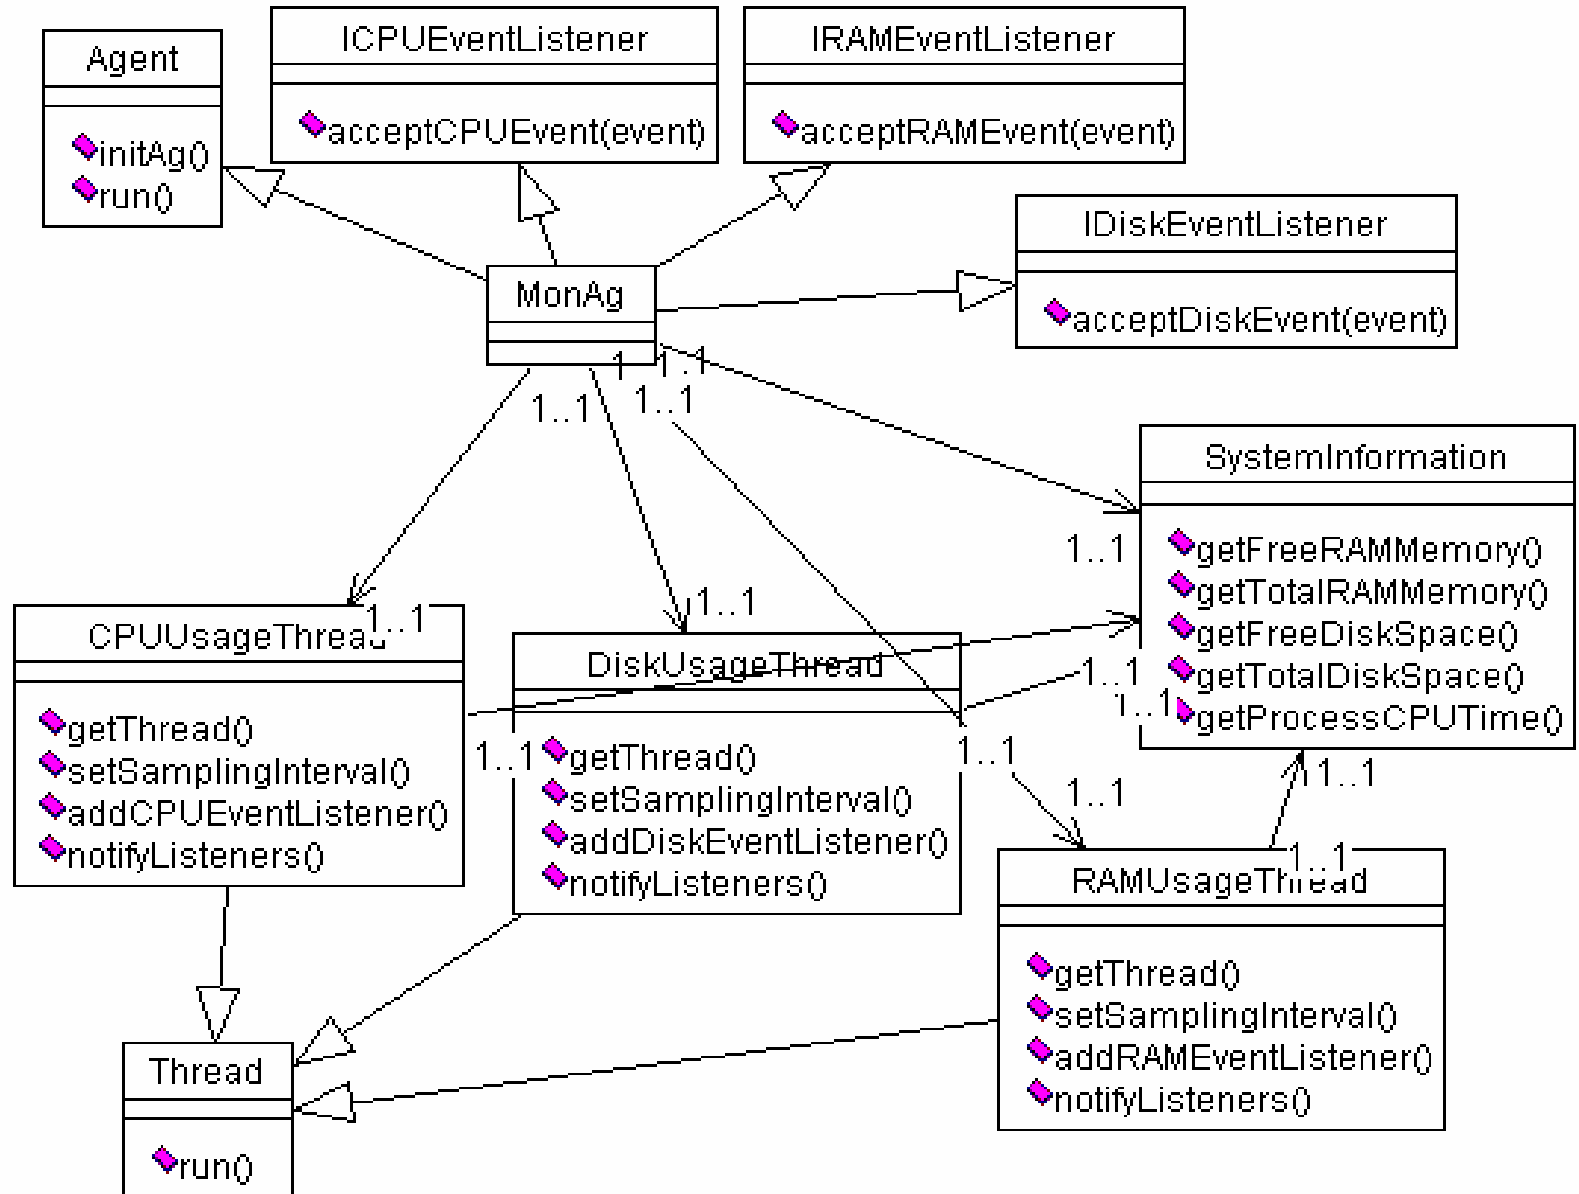 Agent
initAg()
run()
ICPUEventListener
acceptCPUEvent(event)
IRAMEventListener
acceptRAMEvent(event)
IDiskEventListener
acceptDiskEvent(event)
MonAg
1 1..1
1..1
1..1
SystemInformation
getFreeRAMMemory()
getTotalRAMMemory()
getFreeDiskSpace()
getTotalDiskSpace()
getProcessCPUTime()
1..1
1..1
1..1
1..1
1..1
CPUUsageThread
getThread()
setSamplingInterval()
addCPUEventListener()
notifyListeners()
1..1
DiskUsageThread
getThread()
setSamplingInterval()
addDiskEventListener()
notifyListeners()
1..1
1..1
1..1
1..1
RAMUsageThread
getThread()
setSamplingInterval()
addRAMEventListener()
notifyListeners()
Thread
run()